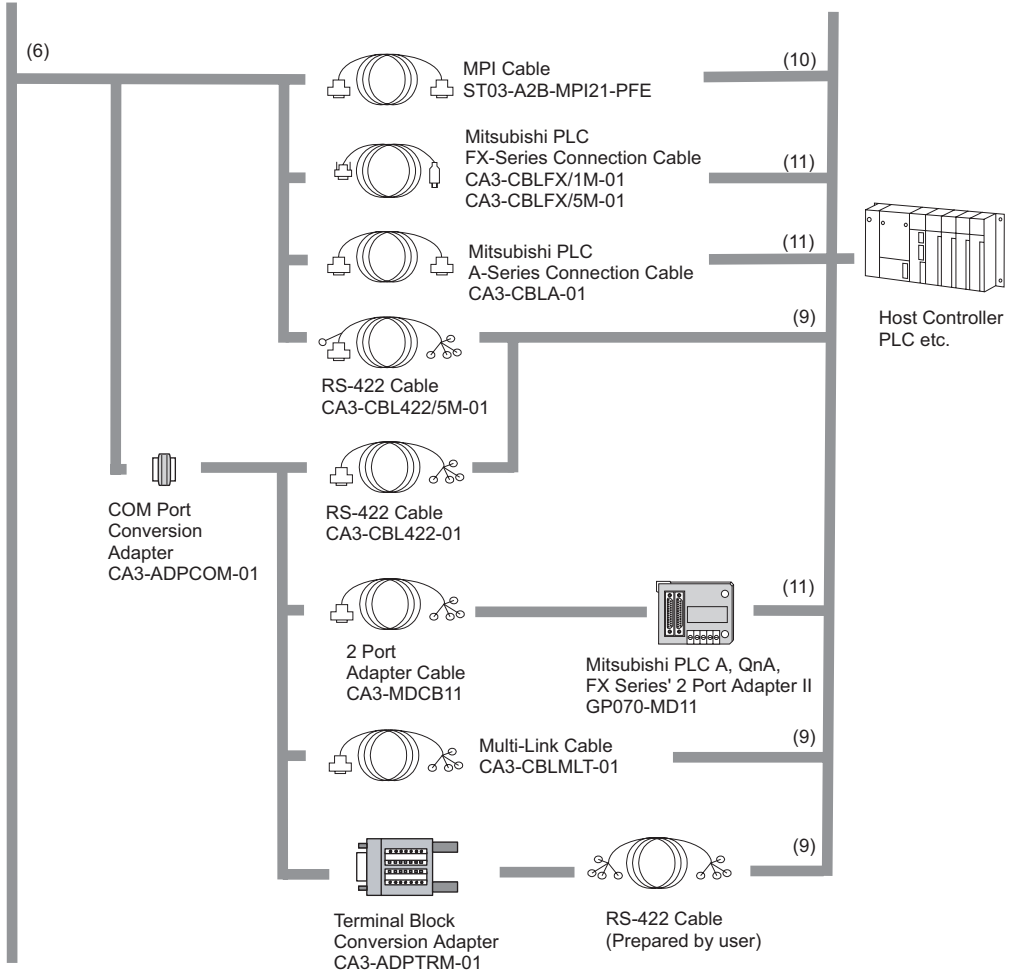 (6)
MPI Cable
ST03-A2B-MPI21-PFE
(10)
Mitsubishi PLC
FX-Series Connection Cable
CA3-CBLFX/1M-01
CA3-CBLFX/5M-01
(11)
Mitsubishi PLC
A-Series Connection Cable
CA3-CBLA-01
(11)
Host Controller
PLC etc.
RS-422 Cable
CA3-CBL422/5M-01
(9)
COM Port
Conversion
Adapter
CA3-ADPCOM-01
RS-422 Cable
CA3-CBL422-01
2 Port
Adapter Cable
CA3-MDCB11
(11)
Mitsubishi PLC A, QnA,
FX Series' 2 Port Adapter II
GP070-MD11
Multi-Link Cable
CA3-CBLMLT-01
(9)
Terminal Block
Conversion Adapter
CA3-ADPTRM-01
(9)
RS-422 Cable
(Prepared by user)